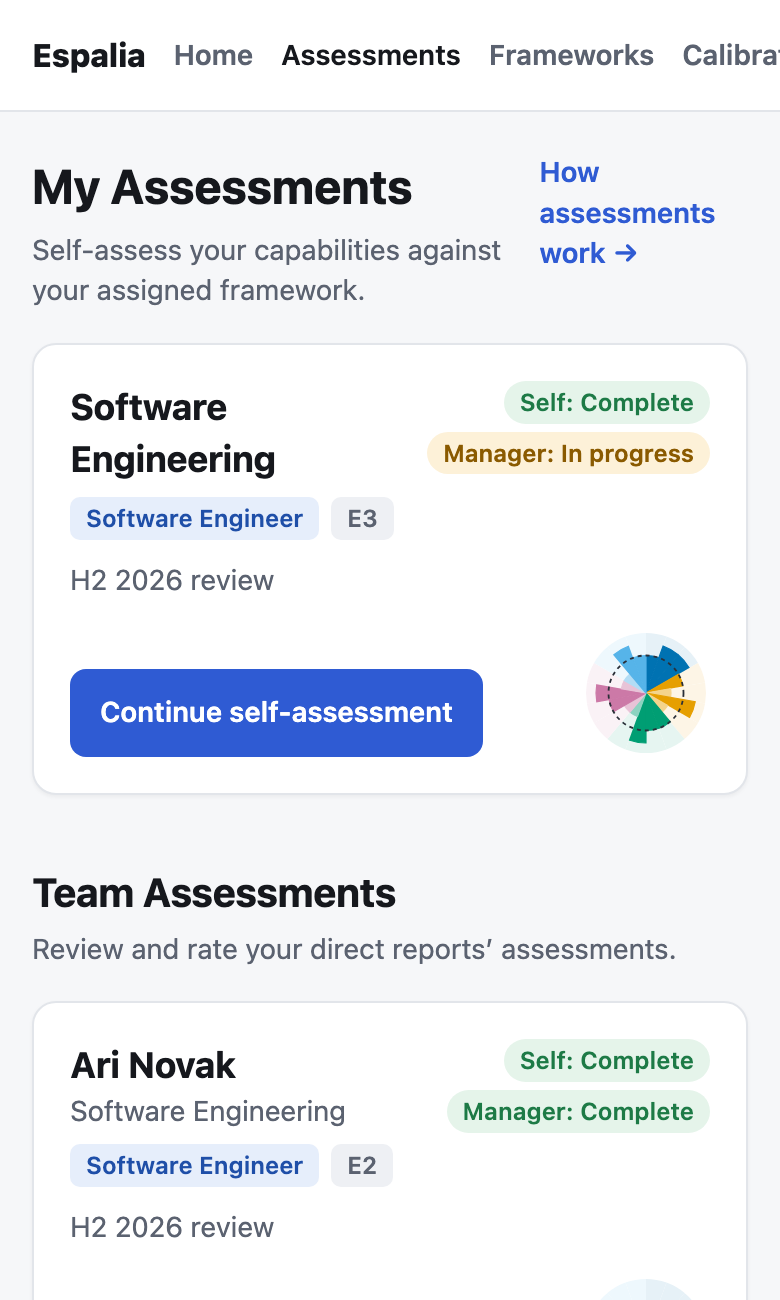 Espalia Home Assessments Frameworks Calibra
My Assessments
How
assessments
work →
Self-assess your capabilities against
your assigned framework.
Software
Engineering
Self: Complete
Manager: In progress
Software Engineer E3
H2 2026 review
Continue self-assessment
Team Assessments
Review and rate your direct reports’ assessments.
Ari Novak
Self: Complete
Software Engineering
Manager: Complete
Software Engineer E2
H2 2026 review